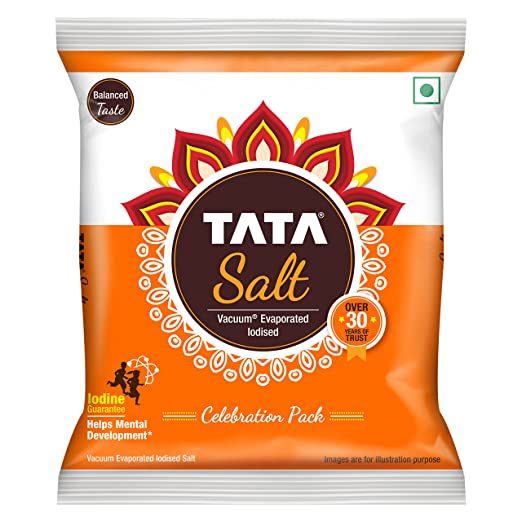 Balanced
Taste
TATA®
Salt
Vacuum® Evaporated
Iodised
OVER
30
YEARS OF
TRUST
Iodine
Guarantee
Helps Mental
Development*
Celebration Pack
Vacuum Evaporated Iodised Salt
Images are for illustration purpose
TATA